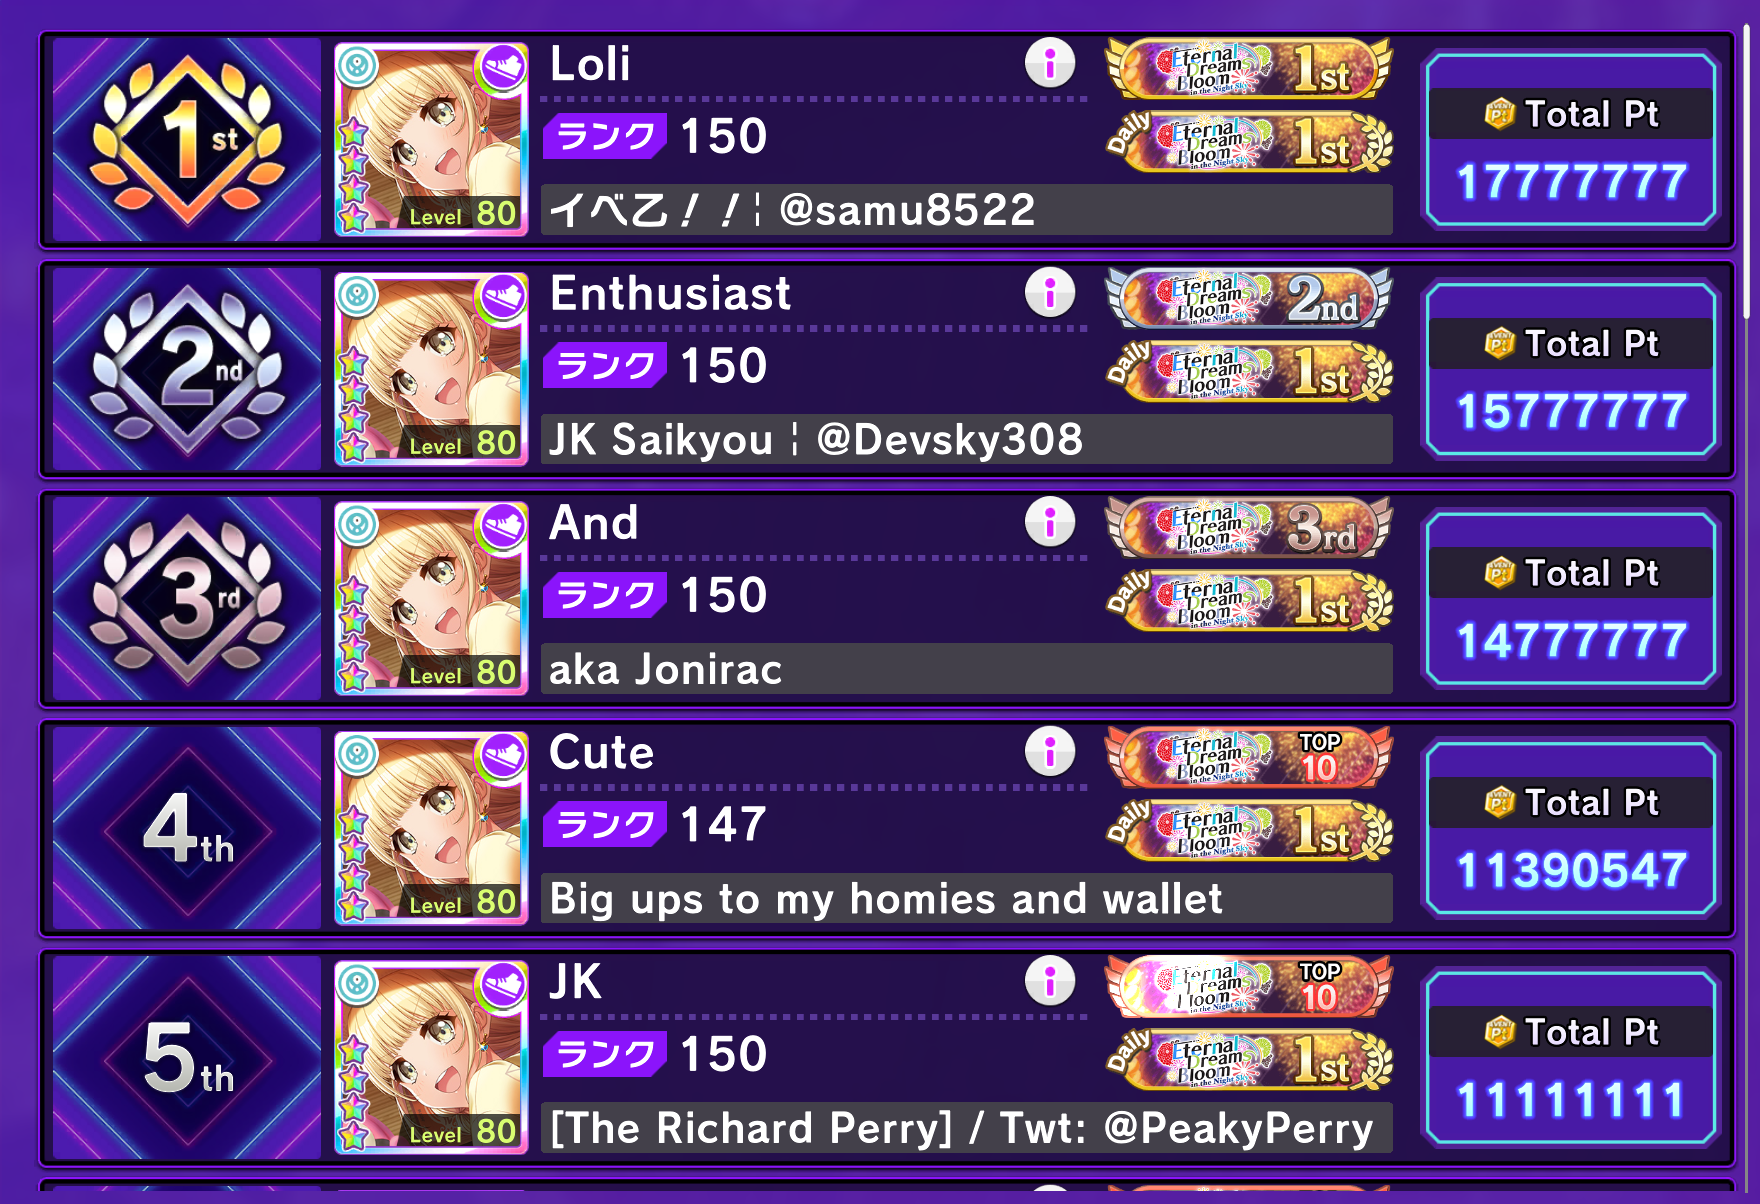 1st
Level 80
Loli
ランク 150
イベ乙！！¦ @samu8522
Eternal Dream Bloom in the Night Sky 1st
Daily Eternal Dream Bloom in the Night Sky 1st
Total Pt
17777777
2nd
Level 80
Enthusiast
ランク 150
JK Saikyou ¦ @Devsky308
Eternal Dream Bloom in the Night Sky 2nd
Daily Eternal Dream Bloom in the Night Sky 1st
Total Pt
15777777
3rd
Level 80
And
ランク 150
aka Jonirac
Eternal Dream Bloom in the Night Sky 3rd
Daily Eternal Dream Bloom in the Night Sky 1st
Total Pt
14777777
4th
Level 80
Cute
ランク 147
Big ups to my homies and wallet
Eternal Dream Bloom in the Night Sky TOP 10
Daily Eternal Dream Bloom in the Night Sky 1st
Total Pt
11390547
5th
Level 80
JK
ランク 150
[The Richard Perry] / Twt: @PeakyPerry
Eternal Dream Bloom in the Night Sky TOP 10
Daily Eternal Dream Bloom in the Night Sky 1st
Total Pt
11111111